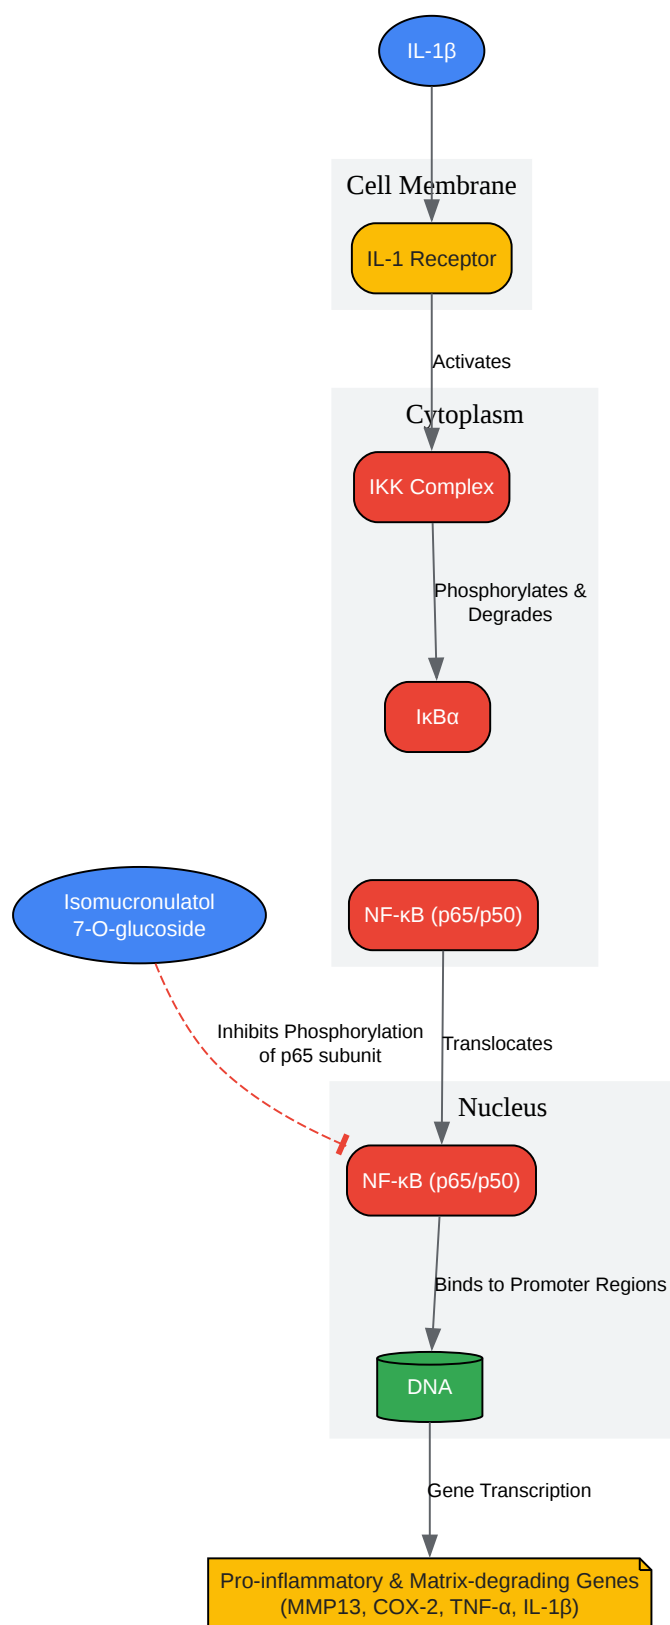 IL-1β
Cell Membrane
IL-1 Receptor
Activates
Cytoplasm
IKK Complex
Phosphorylates &
Degrades
IκBα
Isomucronulatol
7-O-glucoside
NF-κB (p65/p50)
Inhibits Phosphorylation
of p65 subunit
Translocates
Nucleus
NF-κB (p65/p50)
Binds to Promoter Regions
DNA
Gene Transcription
Pro-inflammatory & Matrix-degrading Genes
(MMP13, COX-2, TNF-α, IL-1β)